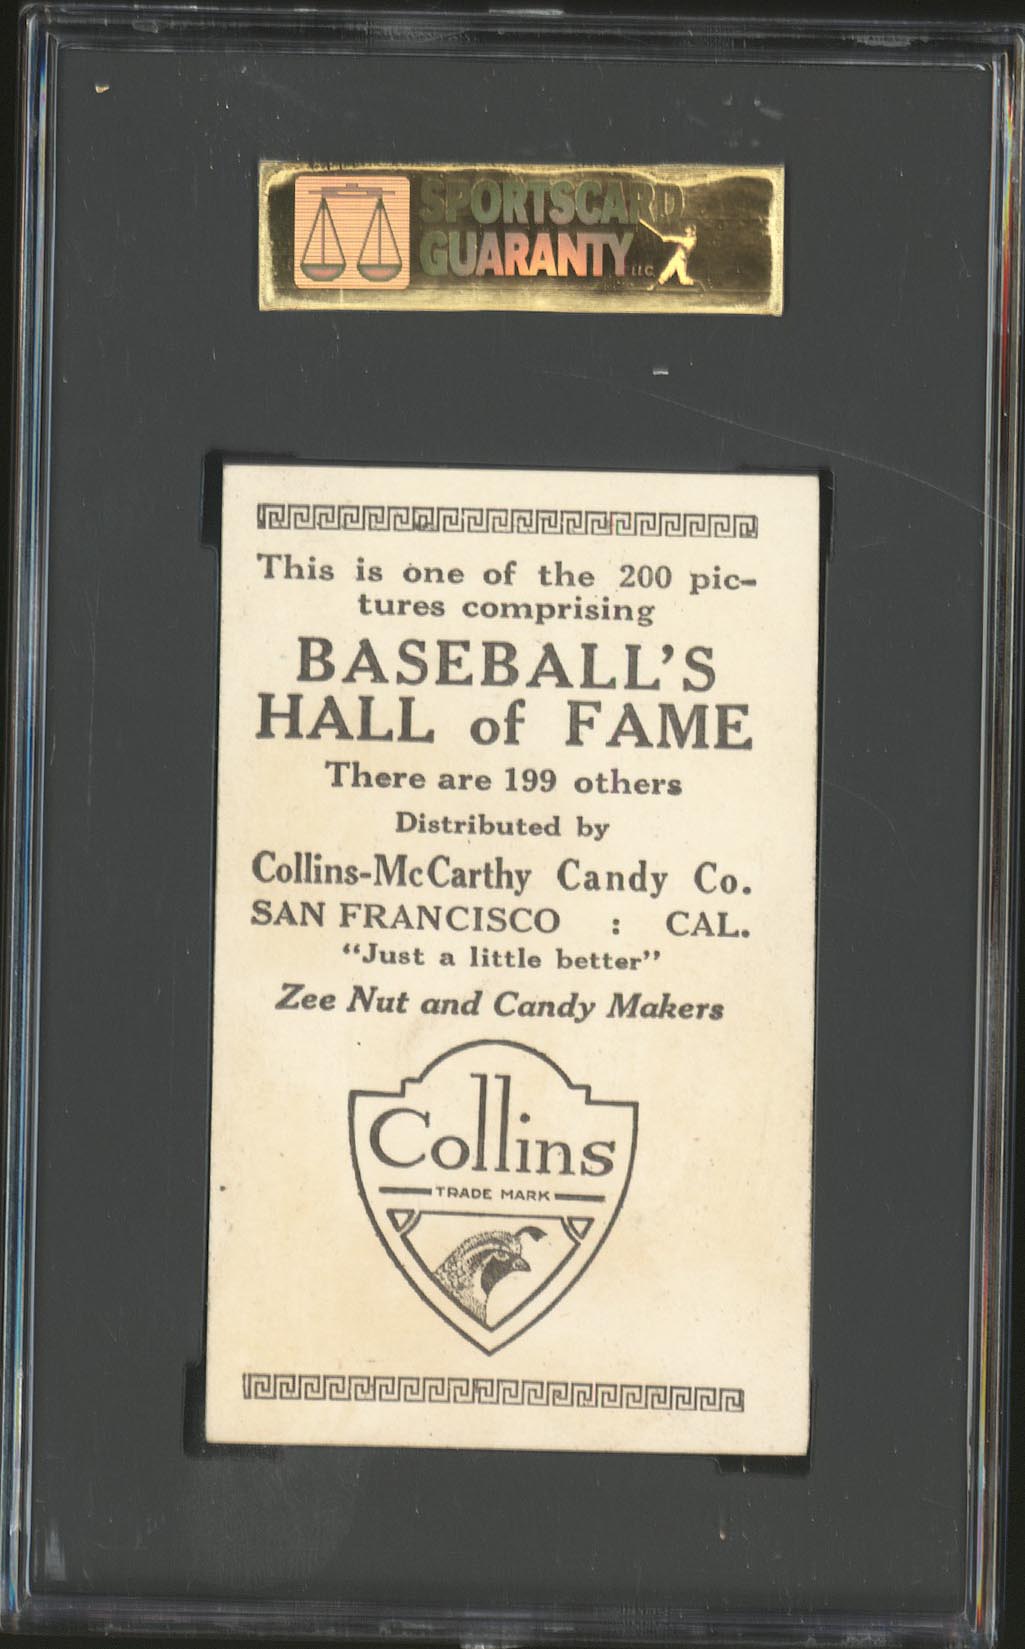 SPORTSCARD
GUARANTY LLC
This is one of the 200 pic-
tures comprising
BASEBALL'S
HALL of FAME
There are 199 others
Distributed by
Collins-McCarthy Candy Co.
SAN FRANCISCO : CAL.
“Just a little better”
Zee Nut and Candy Makers
Collins
TRADE MARK